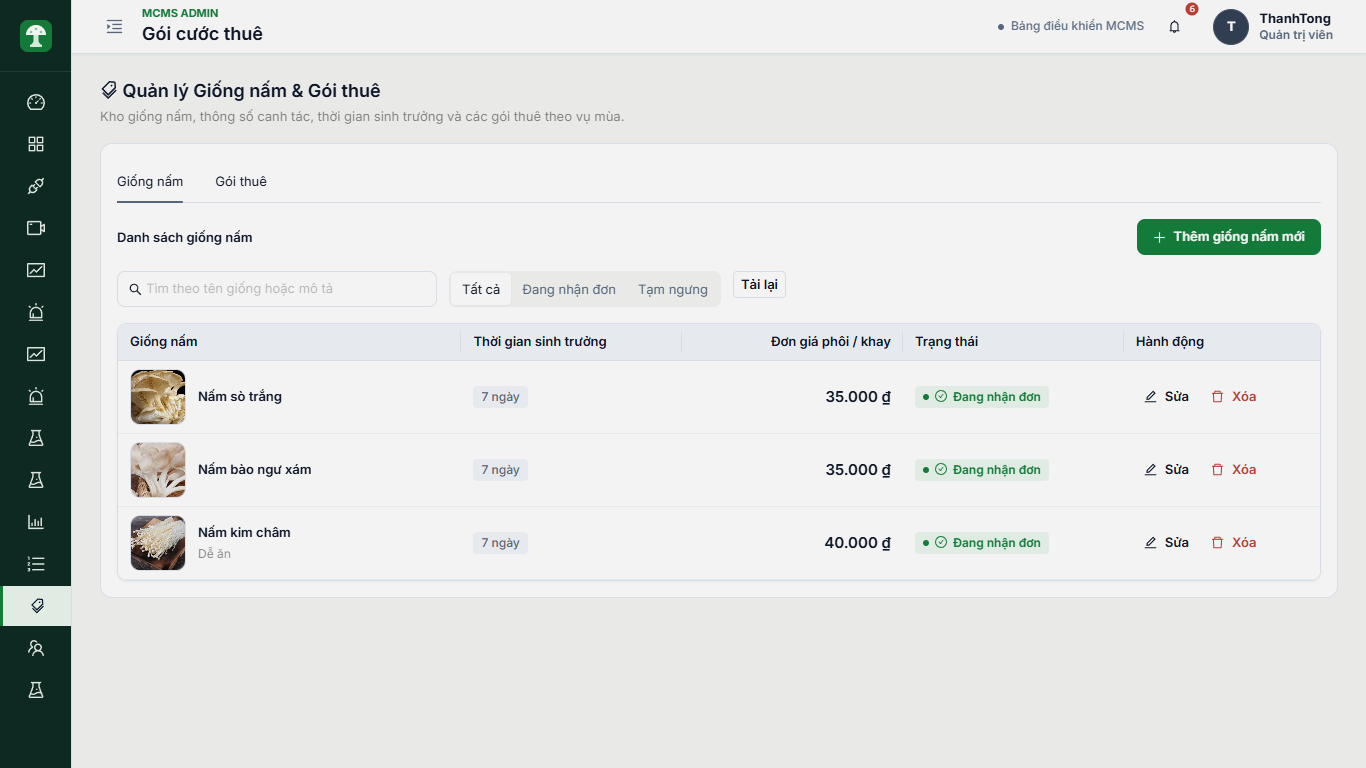 MCMS ADMIN
Gói cước thuê
Bảng điều khiển MCMS
6
T
ThanhTong
Quản trị viên
Quản lý Giống nấm & Gói thuê
Kho giống nấm, thông số canh tác, thời gian sinh trưởng và các gói thuê theo vụ mùa.
Giống nấm
Gói thuê
Danh sách giống nấm
Thêm giống nấm mới
Tìm theo tên giống hoặc mô tả
Tất cả
Đang nhận đơn
Tạm ngưng
Tải lại
Giống nấm Thời gian sinh trưởng Đơn giá phôi / khay Trạng thái Hành động
Nấm sò trắng 7 ngày 35.000 ₫ Đang nhận đơn Sửa Xóa
Nấm bào ngư xám 7 ngày 35.000 ₫ Đang nhận đơn Sửa Xóa
Nấm kim châm 7 ngày 40.000 ₫ Đang nhận đơn Sửa Xóa
Dễ ăn